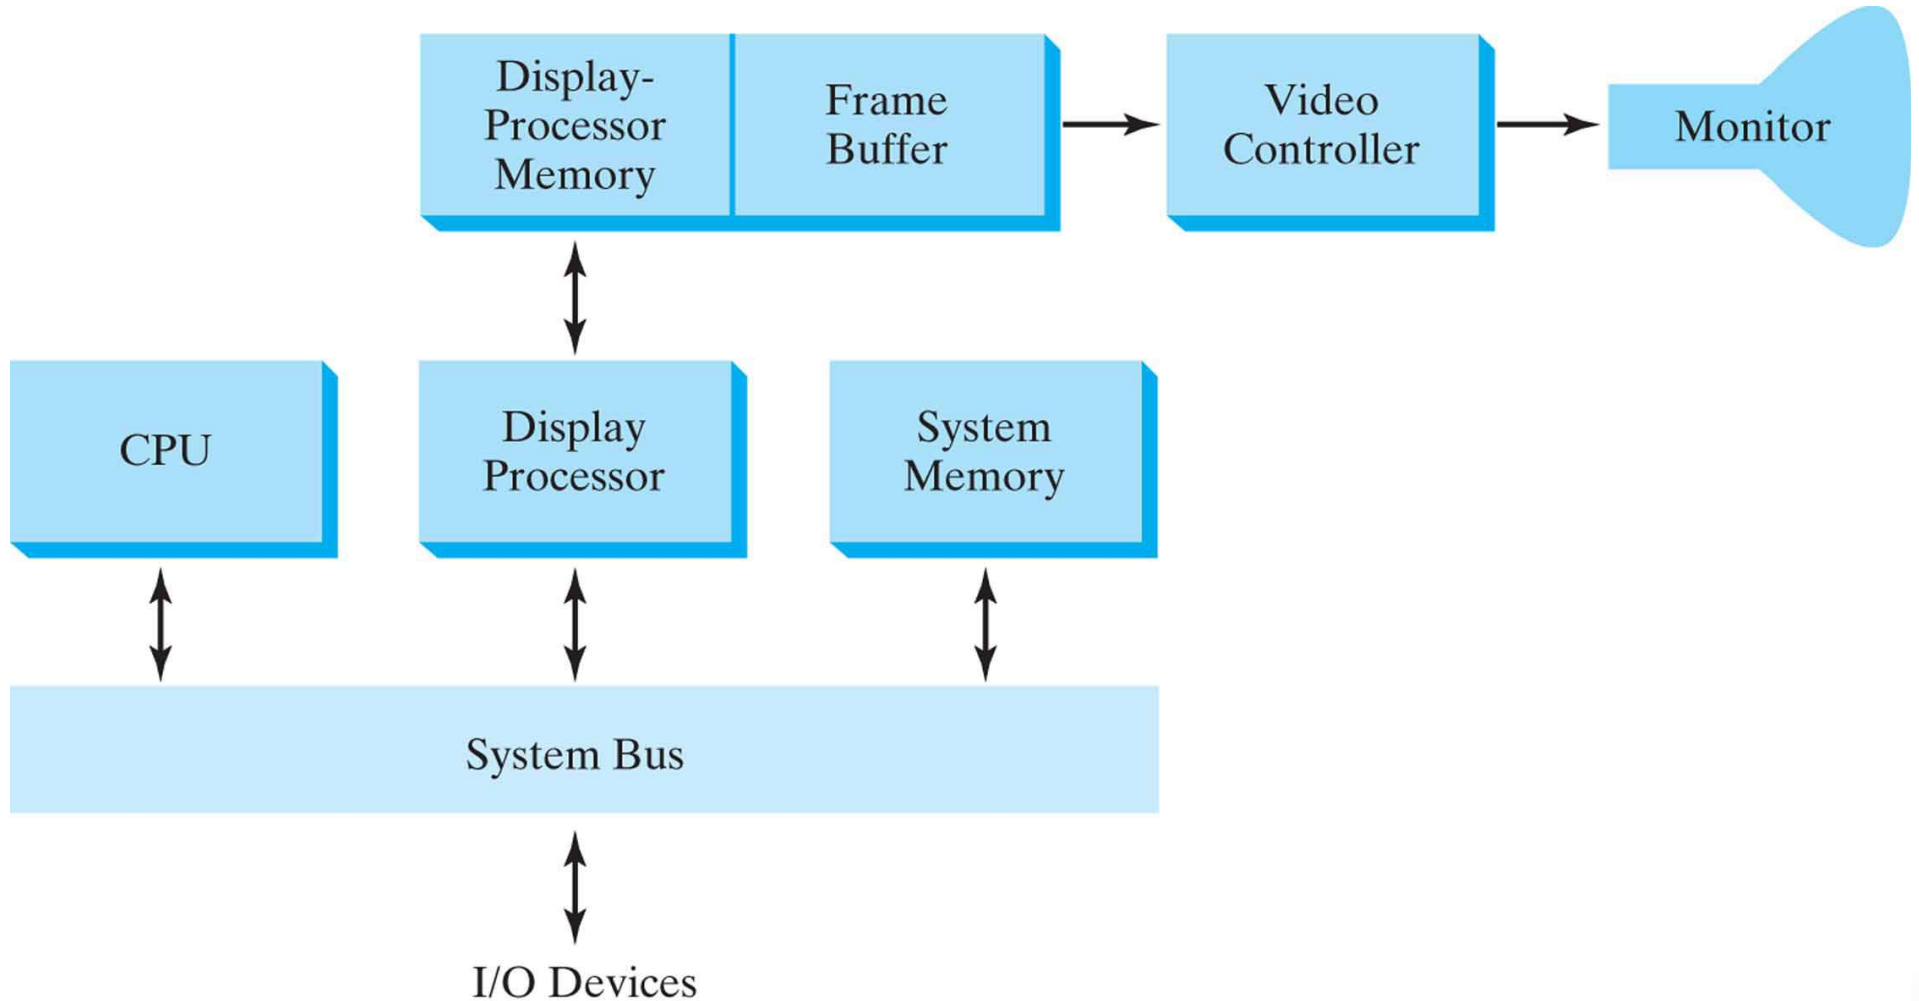 Display-
Processor
Memory
Frame
Buffer
Video
Controller
Monitor
CPU
Display
Processor
System
Memory
System Bus
I/O Devices